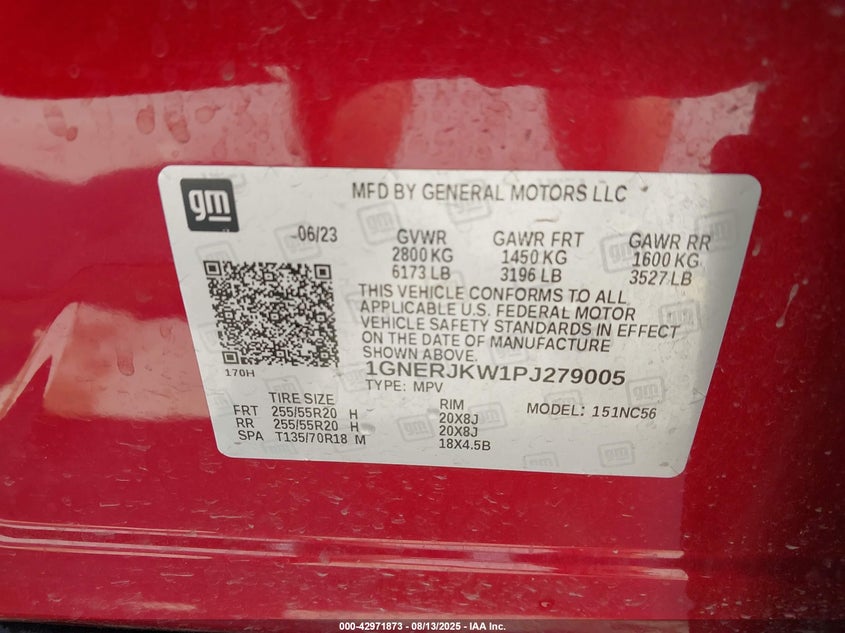 gm
MFD BY GENERAL MOTORS LLC
06/23 GVWR GAWR FRT GAWR RR
2800 KG 1450 KG 1600 KG
6173 LB 3196 LB 3527 LB
THIS VEHICLE CONFORMS TO ALL
APPLICABLE U.S. FEDERAL MOTOR
VEHICLE SAFETY STANDARDS IN EFFECT
ON THE DATE OF MANUFACTURE
SHOWN ABOVE.
170H
1GNERJKW1PJ279005
TYPE: MPV
TIRE SIZE RIM MODEL: 151NC56
FRT 255/55R20 H 20X8J
RR 255/55R20 H 20X8J
SPA T135/70R18 M 18X4.5B
000-42971873 - 08/13/2025 - IAA Inc.